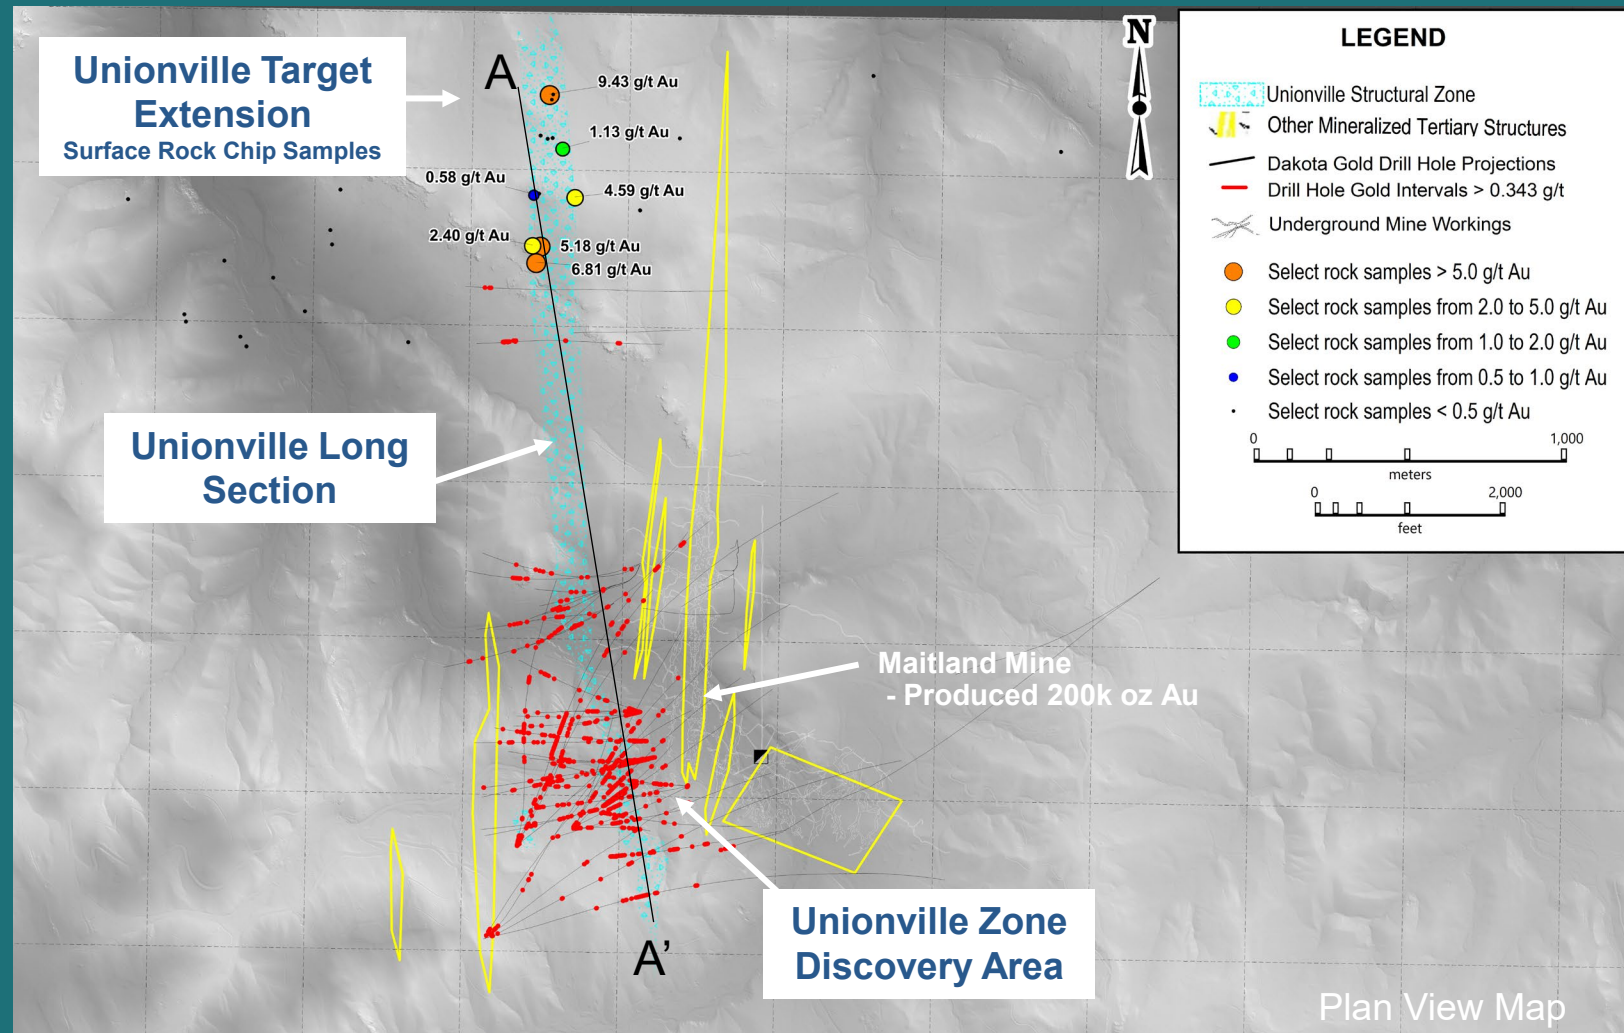 Unionville Target
Extension
Surface Rock Chip Samples
A
9.43 g/t Au
1.13 g/t Au
0.58 g/t Au
4.59 g/t Au
2.40 g/t Au
5.18 g/t Au
6.81 g/t Au
N
LEGEND
Unionville Structural Zone
Other Mineralized Tertiary Structures
Dakota Gold Drill Hole Projections
Drill Hole Gold Intervals > 0.343 g/t
Underground Mine Workings
Select rock samples > 5.0 g/t Au
Select rock samples from 2.0 to 5.0 g/t Au
Select rock samples from 1.0 to 2.0 g/t Au
Select rock samples from 0.5 to 1.0 g/t Au
Select rock samples < 0.5 g/t Au
0 1,000
meters
0 2,000
feet
Unionville Long
Section
Maitland Mine
- Produced 200k oz Au
Unionville Zone
Discovery Area
A'
Plan View Map